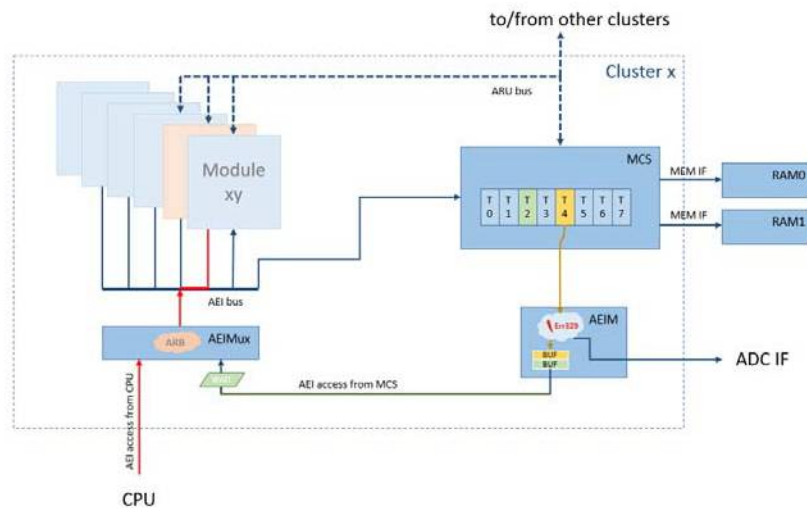 to/from other clusters
Cluster x
ARU bus
Module
xy
MCS
T T T T T T T T
0 1 2 3 4 5 6 7
MEM IF
RAM0
MEM IF
RAM1
AEI bus
ARB
AEIMux
AEIM
Err329
BUF
BUF
ADC IF
AEI access from MCS
AEI access from CPU
CPU